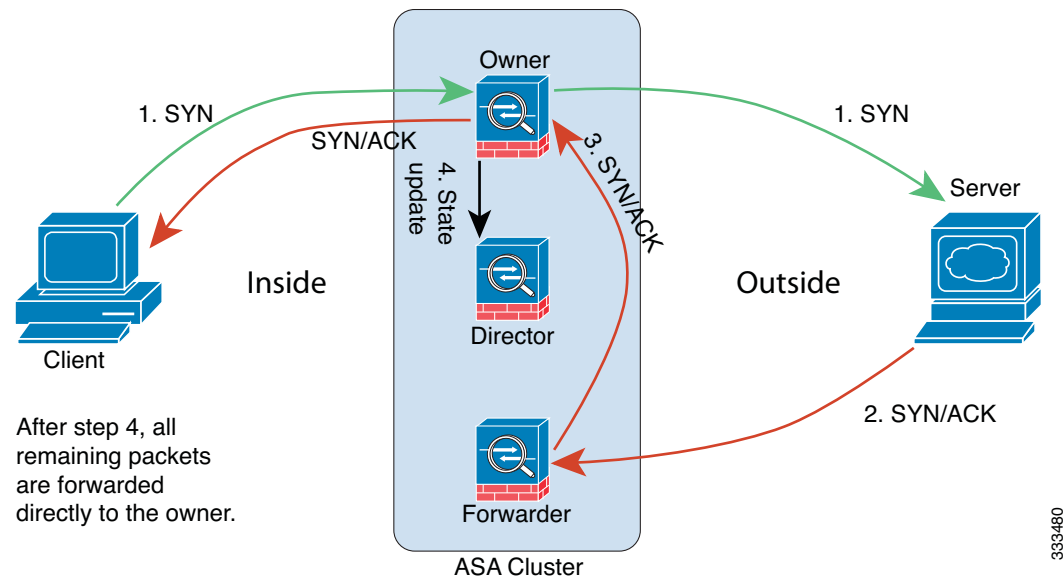 Owner
1. SYN
1. SYN
SYN/ACK
3. SYN/ACK
4. State
update
Server
Inside
Outside
Director
Client
2. SYN/ACK
After step 4, all
remaining packets
are forwarded
directly to the owner.
Forwarder
ASA Cluster
333480